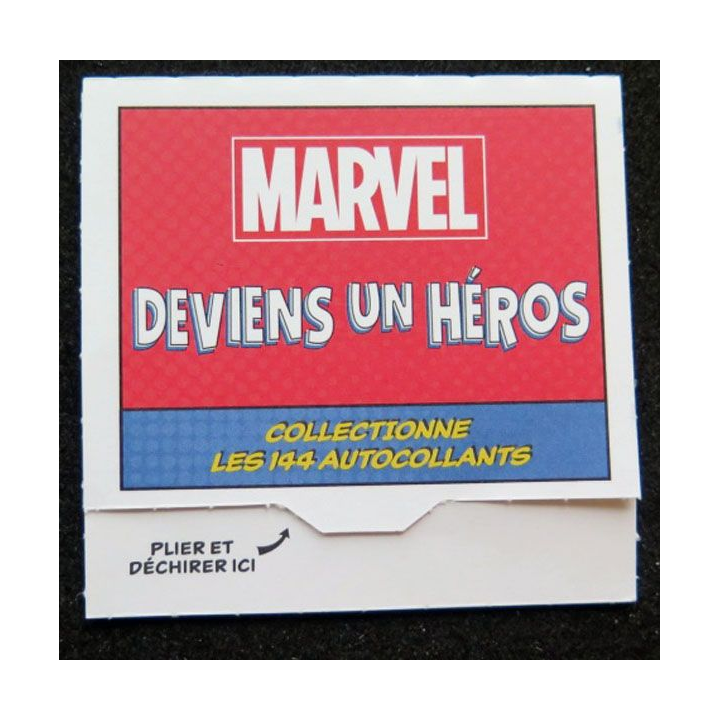 MARVEL
DEVIENS UN HÉROS
COLLECTIONNE
LES 144 AUTOCOLLANTS
PLIER ET
DÉCHIRER ICI